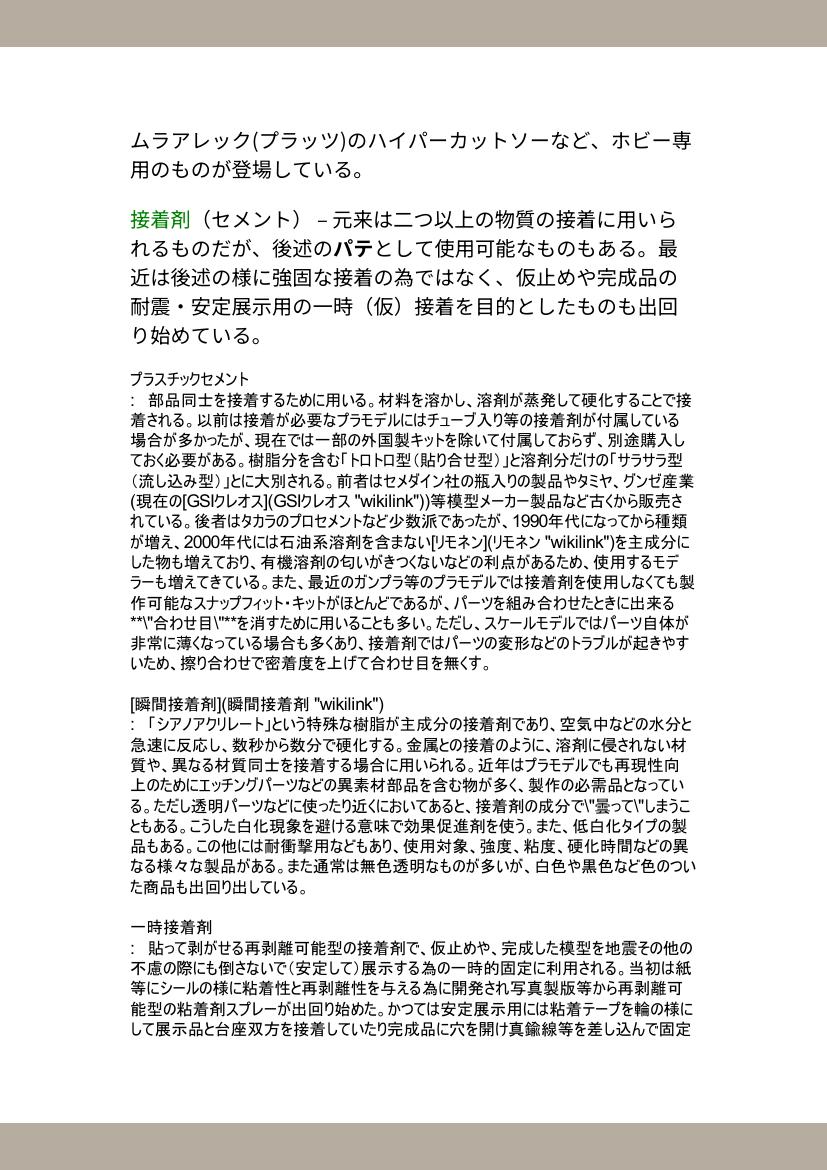 ムラアレック(プラッツ)のハイパーカットソーなど、ホビー専
用のものが登場している。
接着剤（セメント） – 元来は二つ以上の物質の接着に用いら
れるものだが、後述のパテとして使用可能なものもある。最
近は後述の様に強固な接着の為ではなく、仮止めや完成品の
耐震・安定展示用の一時（仮）接着を目的としたものも出回
り始めている。
プラスチックセメント
:　部品同士を接着するために用いる。材料を溶かし、溶剤が蒸発して硬化することで接
着される。以前は接着が必要なプラモデルにはチューブ入り等の接着剤が付属している
場合が多かったが、現在では一部の外国製キットを除いて付属しておらず、別途購入し
ておく必要がある。樹脂分を含む「トロトロ型（貼り合せ型）」と溶剤分だけの「サラサラ型
（流し込み型）」とに大別される。前者はセメダイン社の瓶入りの製品やタミヤ、グンゼ産業
(現在の[GSIクレオス](GSIクレオス "wikilink"))等模型メーカー製品など古くから販売さ
れている。後者はタカラのプロセメントなど少数派であったが、1990年代になってから種類
が増え、2000年代には石油系溶剤を含まない[リモネン](リモネン "wikilink")を主成分に
した物も増えており、有機溶剤の匂いがきつくないなどの利点があるため、使用するモデ
ラーも増えてきている。また、最近のガンプラ等のプラモデルでは接着剤を使用しなくても製
作可能なスナップフィット・キットがほとんどであるが、パーツを組み合わせたときに出来る
**\"合わせ目\"**を消すために用いることも多い。ただし、スケールモデルではパーツ自体が
非常に薄くなっている場合も多くあり、接着剤ではパーツの変形などのトラブルが起きやす
いため、擦り合わせで密着度を上げて合わせ目を無くす。
[瞬間接着剤](瞬間接着剤 "wikilink")
:　「シアノアクリレート」という特殊な樹脂が主成分の接着剤であり、空気中などの水分と
急速に反応し、数秒から数分で硬化する。金属との接着のように、溶剤に侵されない材
質や、異なる材質同士を接着する場合に用いられる。近年はプラモデルでも再現性向
上のためにエッチングパーツなどの異素材部品を含む物が多く、製作の必需品となってい
る。ただし透明パーツなどに使ったり近くにおいてあると、接着剤の成分で\"曇って\"しまうこ
ともある。こうした白化現象を避ける意味で効果促進剤を使う。また、低白化タイプの製
品もある。この他には耐衝撃用などもあり、使用対象、強度、粘度、硬化時間などの異
なる様々な製品がある。また通常は無色透明なものが多いが、白色や黒色など色のつい
た商品も出回り出している。
一時接着剤
:　貼って剥がせる再剥離可能型の接着剤で、仮止めや、完成した模型を地震その他の
不慮の際にも倒さないで（安定して）展示する為の一時的固定に利用される。当初は紙
等にシールの様に粘着性と再剥離性を与える為に開発され写真製版等から再剥離可
能型の粘着剤スプレーが出回り始めた。かつては安定展示用には粘着テープを輪の様に
して展示品と台座双方を接着していたり完成品に穴を開け真鍮線等を差し込んで固定